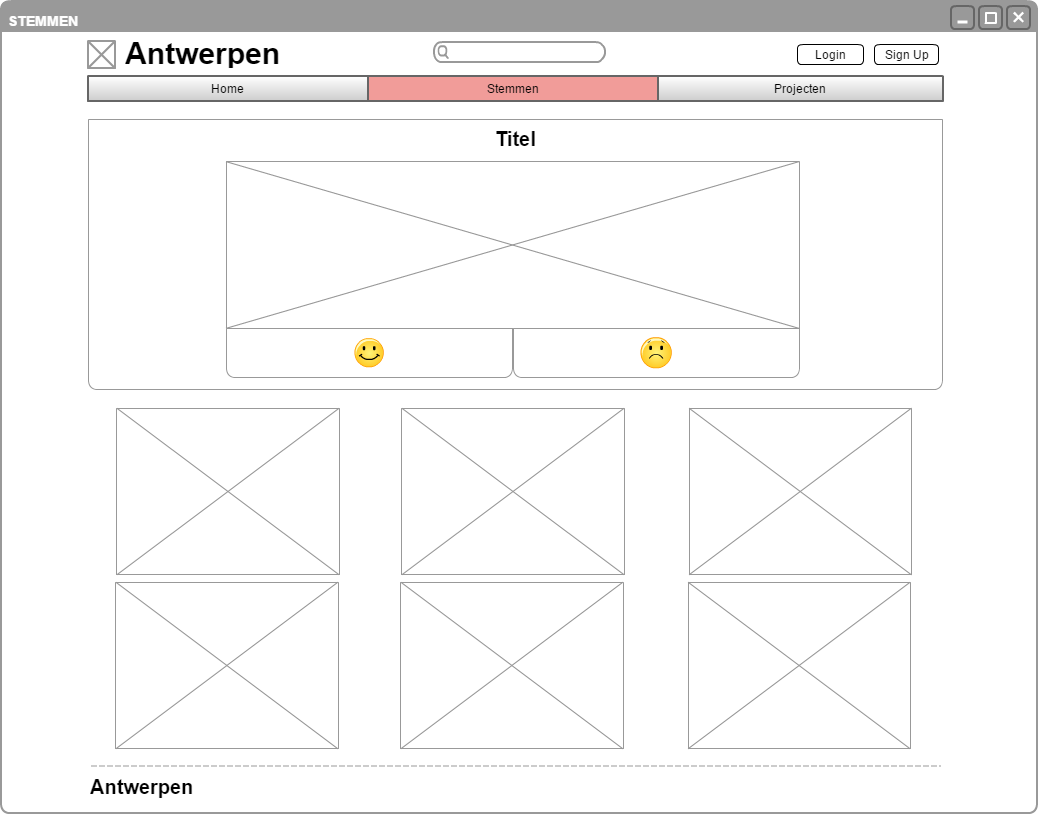 STEMMEN
Antwerpen
Login
Sign Up
Home
Stemmen
Projecten
Titel
Antwerpen